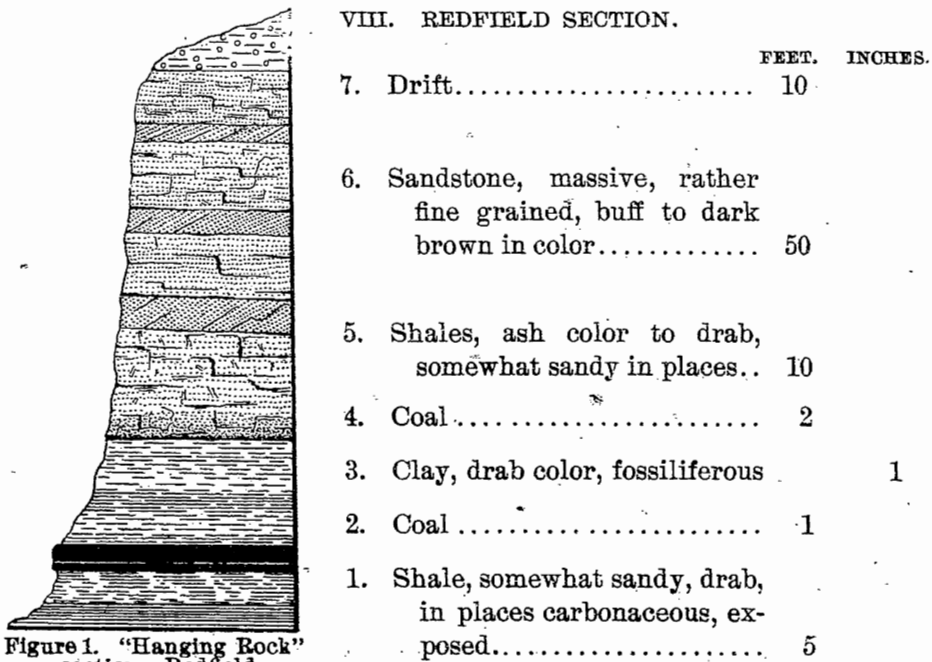 VIII. REDFIELD SECTION.
FEET. INCHES.
7. Drift........................ 10
6. Sandstone, massive, rather
fine grained, buff to dark
brown in color............. 50
5. Shales, ash color to drab,
somewhat sandy in places.. 10
4. Coal........................ 2
3. Clay, drab color, fossiliferous 1
2. Coal ........................ 1
1. Shale, somewhat sandy, drab,
in places carbonaceous, ex-
posed...................... 5
Figure 1. "Hanging Rock"
Redfield